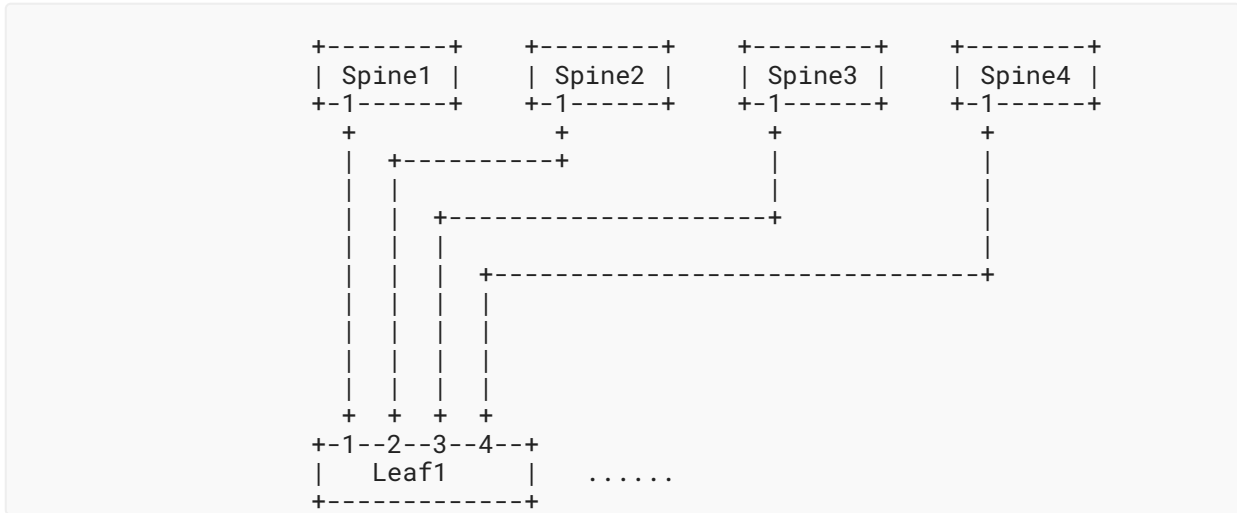 +--------+    +--------+    +--------+    +--------+
| Spine1 |    | Spine2 |    | Spine3 |    | Spine4 |
+-1------+    +-1------+    +-1------+    +-1------+
  +             +             +             +
  |  +----------+             |             |
  |  |                        |             |
  |  |  +---------------------+             |
  |  |  |                                   |
  |  |  |  +--------------------------------+
  |  |  |  |
  |  |  |  |
  |  |  |  |
  |  |  |  |
  +  +  +  +
+-1--2--3--4--+
|   Leaf1     |   ......
+-------------+